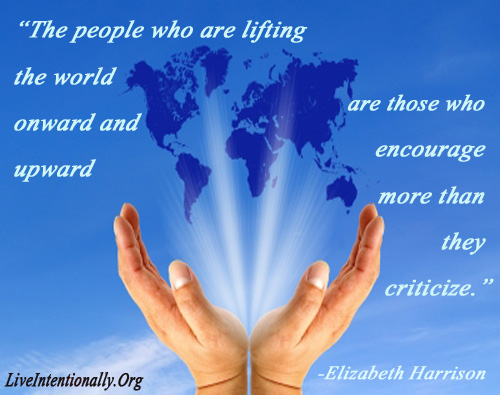 “The people who are lifting
the world
onward and
upward
are those who
encourage
more than
they
criticize.”
-Elizabeth Harrison
LiveIntentionally.Org